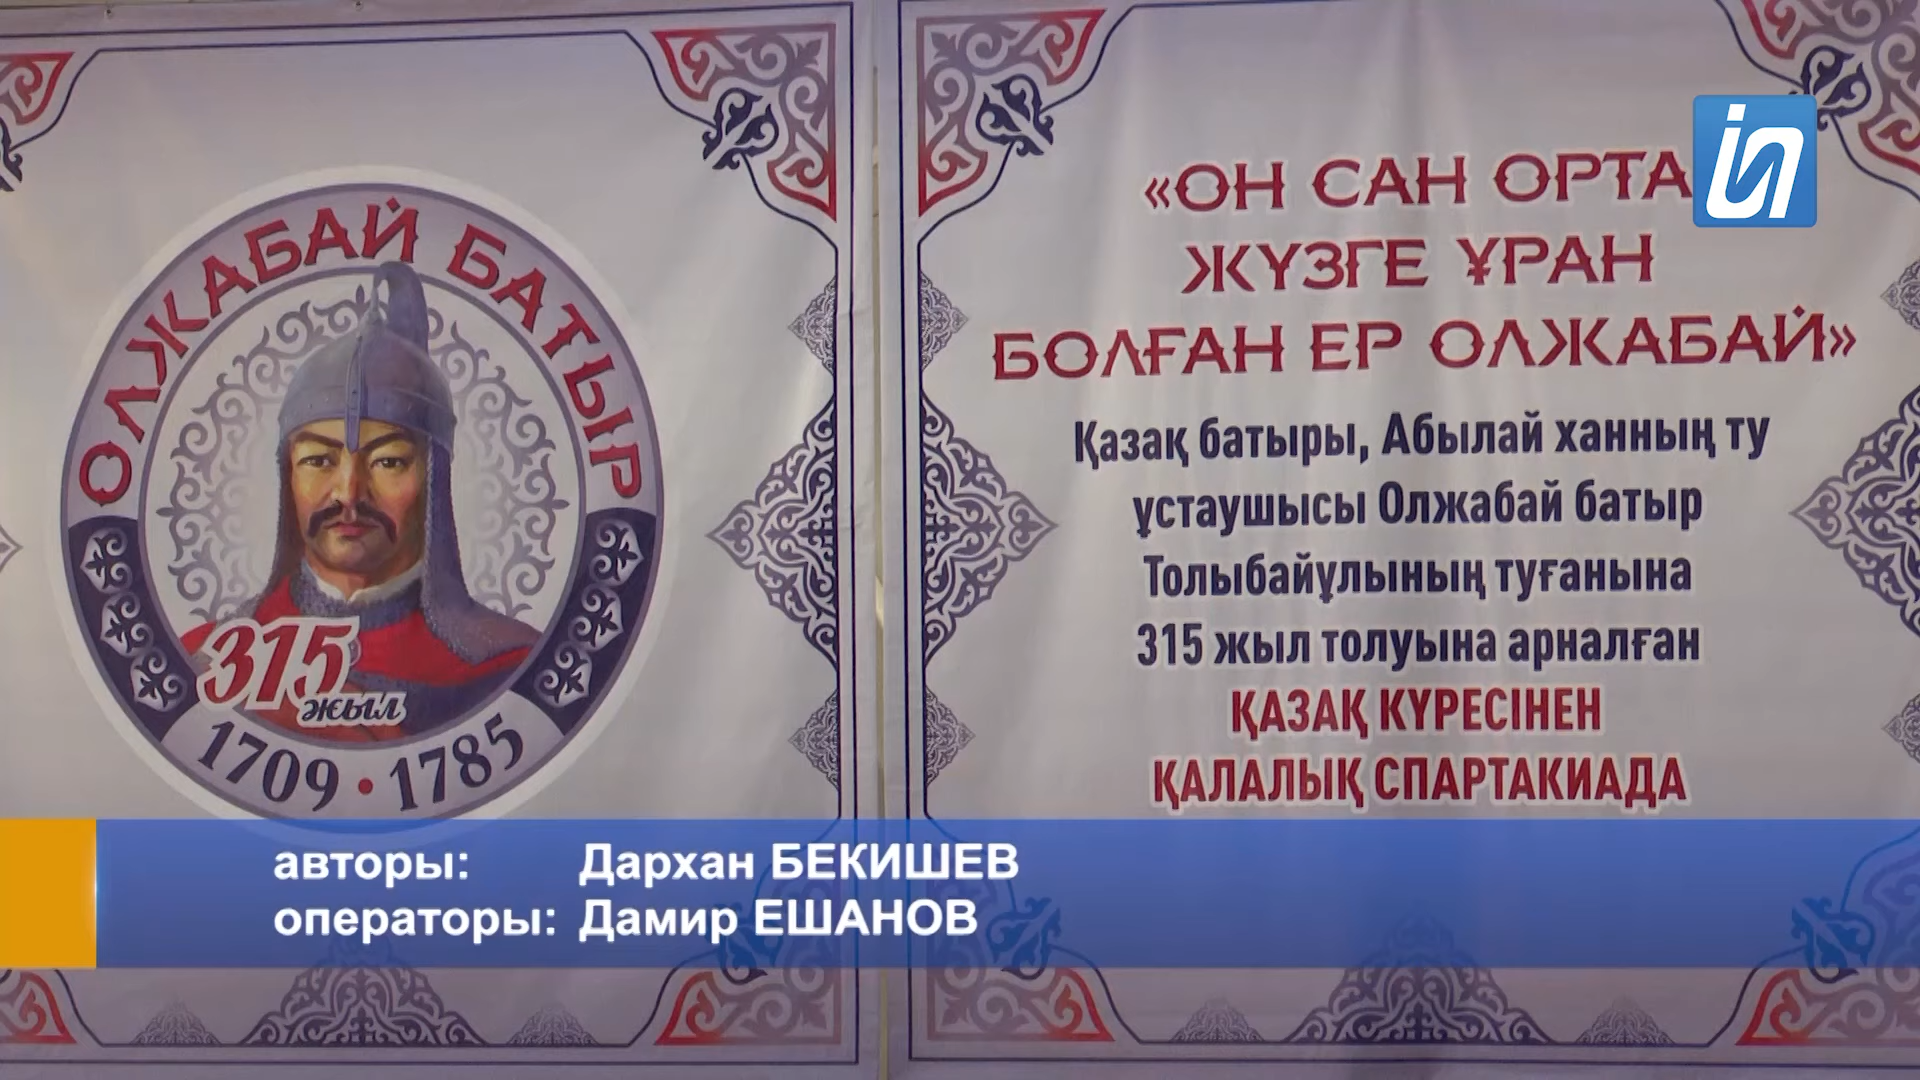 ОЛЖАБАЙ БАТЫР
315
жыл
1709 • 1785
«ОН САН ОРТА
ЖҮЗГЕ ҰРАН
БОЛҒАН ЕР ОЛЖАБАЙ»
Қазақ батыры, Абылай ханның ту
ұстаушысы Олжабай батыр
Толыбайұлының туғанына
315 жыл толуына арналған
ҚАЗАҚ КҮРЕСІНЕН
ҚАЛАЛЫҚ СПАРТАКИАДА
авторы: Дархан БЕКИШЕВ
операторы: Дамир ЕШАНОВ